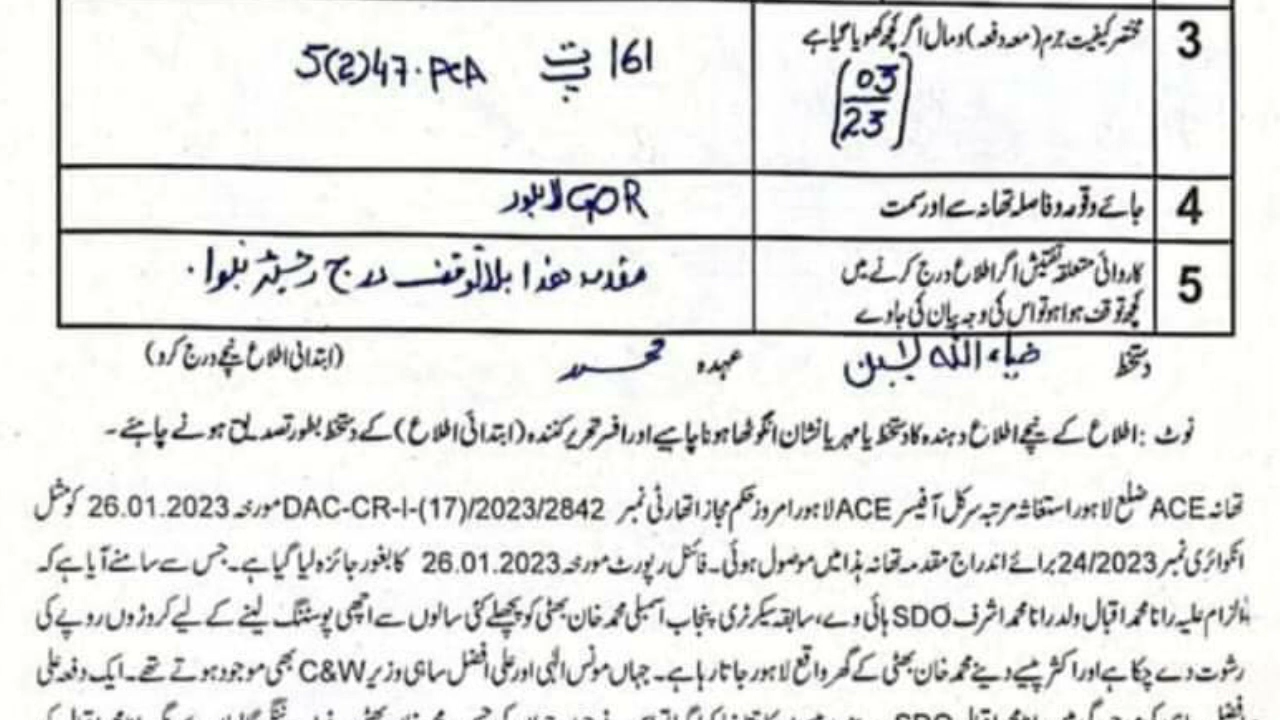 3 مختصر کیفیت جرم (معہ دفعہ) و مال اگر کچھ کھویا گیا ہے
03/23
161 ت پ 5(2)47.PCA
4 جائے وقوعہ و فاصلہ تھانہ سے اور سمت
GOR لاہور
5 کاروائی متعلقہ تفتیش اگر اطلاع درج کرنے میں
کچھ توقف ہوا ہو تو اس کی وجہ بیان کی جاوے
مقدمہ ھذا بلا توقف درج رجسٹر ہوا۔
دستخط ضیاء اللہ عہدہ محرر (ابتدائی اطلاع نیچے درج کرو)
نوٹ : اطلاع کے نیچے اطلاع دہندہ کا دستخط یا مہر یا نشان انگوٹھا ہونا چاہیے اور افسر تحریر کنندہ (ابتدائی اطلاع) کے دستخط بطور تصدیق ہونے چاہئے۔
تھانہ ACE ضلع لاہور استغاثہ مرتبہ سرکل آفیسر ACE لاہور امروز بحکم مجاز اتھارٹی نمبر DAC-CR-I-(17)/2023/2842 مورخہ 26.01.2023 کو مثل
انکوائری نمبر 24/2023 برائے اندراج مقدمہ تھانہ ہذا میں موصول ہوئی۔ فائنل رپورٹ مورخہ 26.01.2023 کا بغور جائزہ لیا گیا ہے۔ جس سے سامنے آیا ہے کہ
الزام علیہ رانا محمد اقبال ولد رانا محمد اشرف SDO ہائی وے، سابقہ سیکرٹری پنجاب اسمبلی محمد خان بھٹی کو پچھلے کئی سالوں سے اچھی پوسٹنگ لینے کے لیے کروڑوں روپے کی
رشوت دے چکا ہے اور اکثر پیسے دینے محمد خان بھٹی کے گھر واقع لاہور جاتا رہا ہے۔ جہاں مونس الٰہی اور علی افضل ساہی وزیر C&W بھی موجود ہوتے تھے۔ ایک دفعہ علی